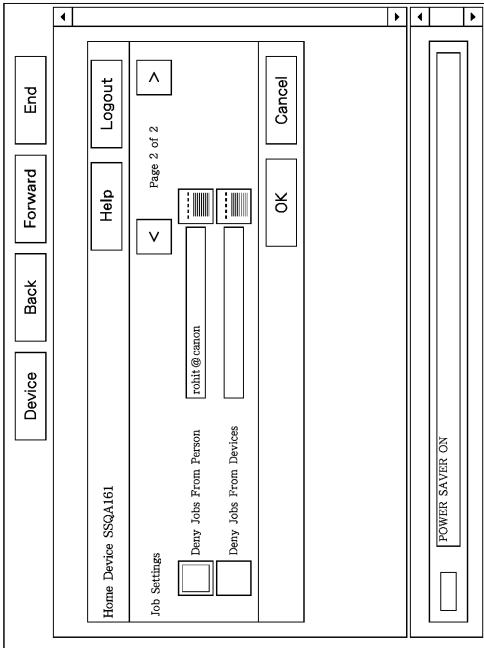 Device Back Forward End
Home Device SSQA161 Help Logout
Job Settings < Page 2 of 2 >
Deny Jobs From Person rohit@canon
Deny Jobs From Devices
OK Cancel
POWER SAVER ON